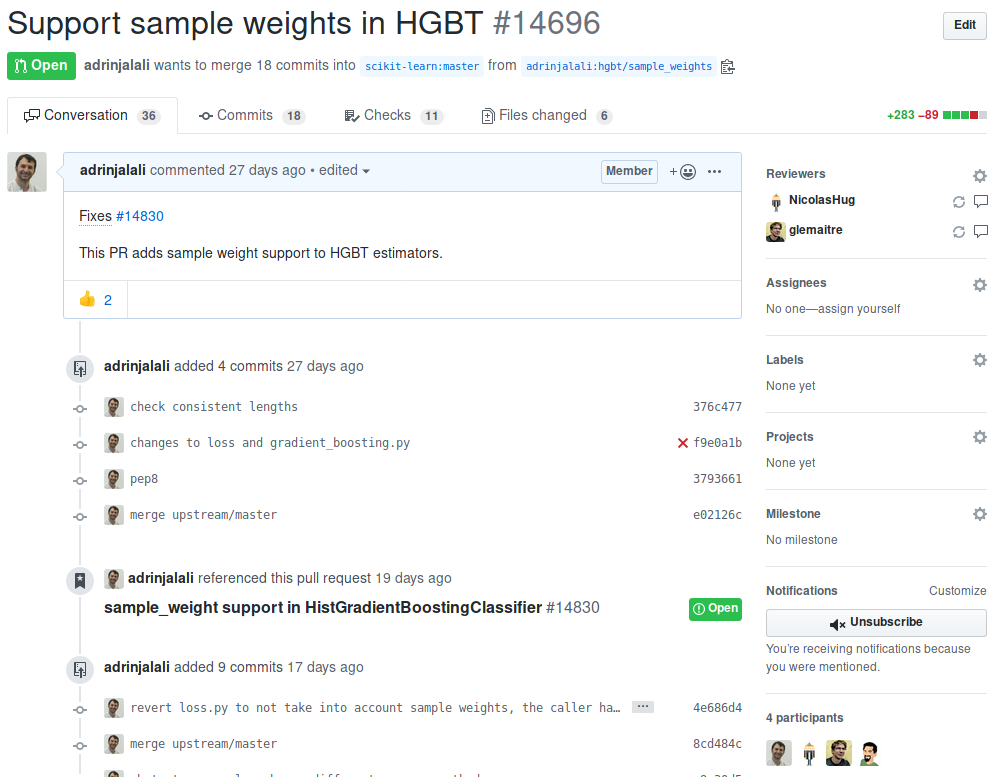 Support sample weights in HGBT #14696
Edit
Open adrinjalali wants to merge 18 commits into scikit-learn:master from adrinjalali:hgbt/sample_weights
Conversation 36 Commits 18 Checks 11 Files changed 6
+283 −89
adrinjalali commented 27 days ago • edited
Member
Fixes #14830
This PR adds sample weight support to HGBT estimators.
👍 2
adrinjalali added 4 commits 27 days ago
check consistent lengths 376c477
changes to loss and gradient_boosting.py f9e0a1b
pep8 3793661
merge upstream/master e02126c
adrinjalali referenced this pull request 19 days ago
sample_weight support in HistGradientBoostingClassifier #14830
Open
adrinjalali added 9 commits 17 days ago
revert loss.py to not take into account sample weights, the caller ha… 4e686d4
merge upstream/master 8cd484c
Reviewers
NicolasHug
glemaitre
Assignees
No one—assign yourself
Labels
None yet
Projects
None yet
Milestone
No milestone
Notifications
Customize
Unsubscribe
You're receiving notifications because
you were mentioned.
4 participants